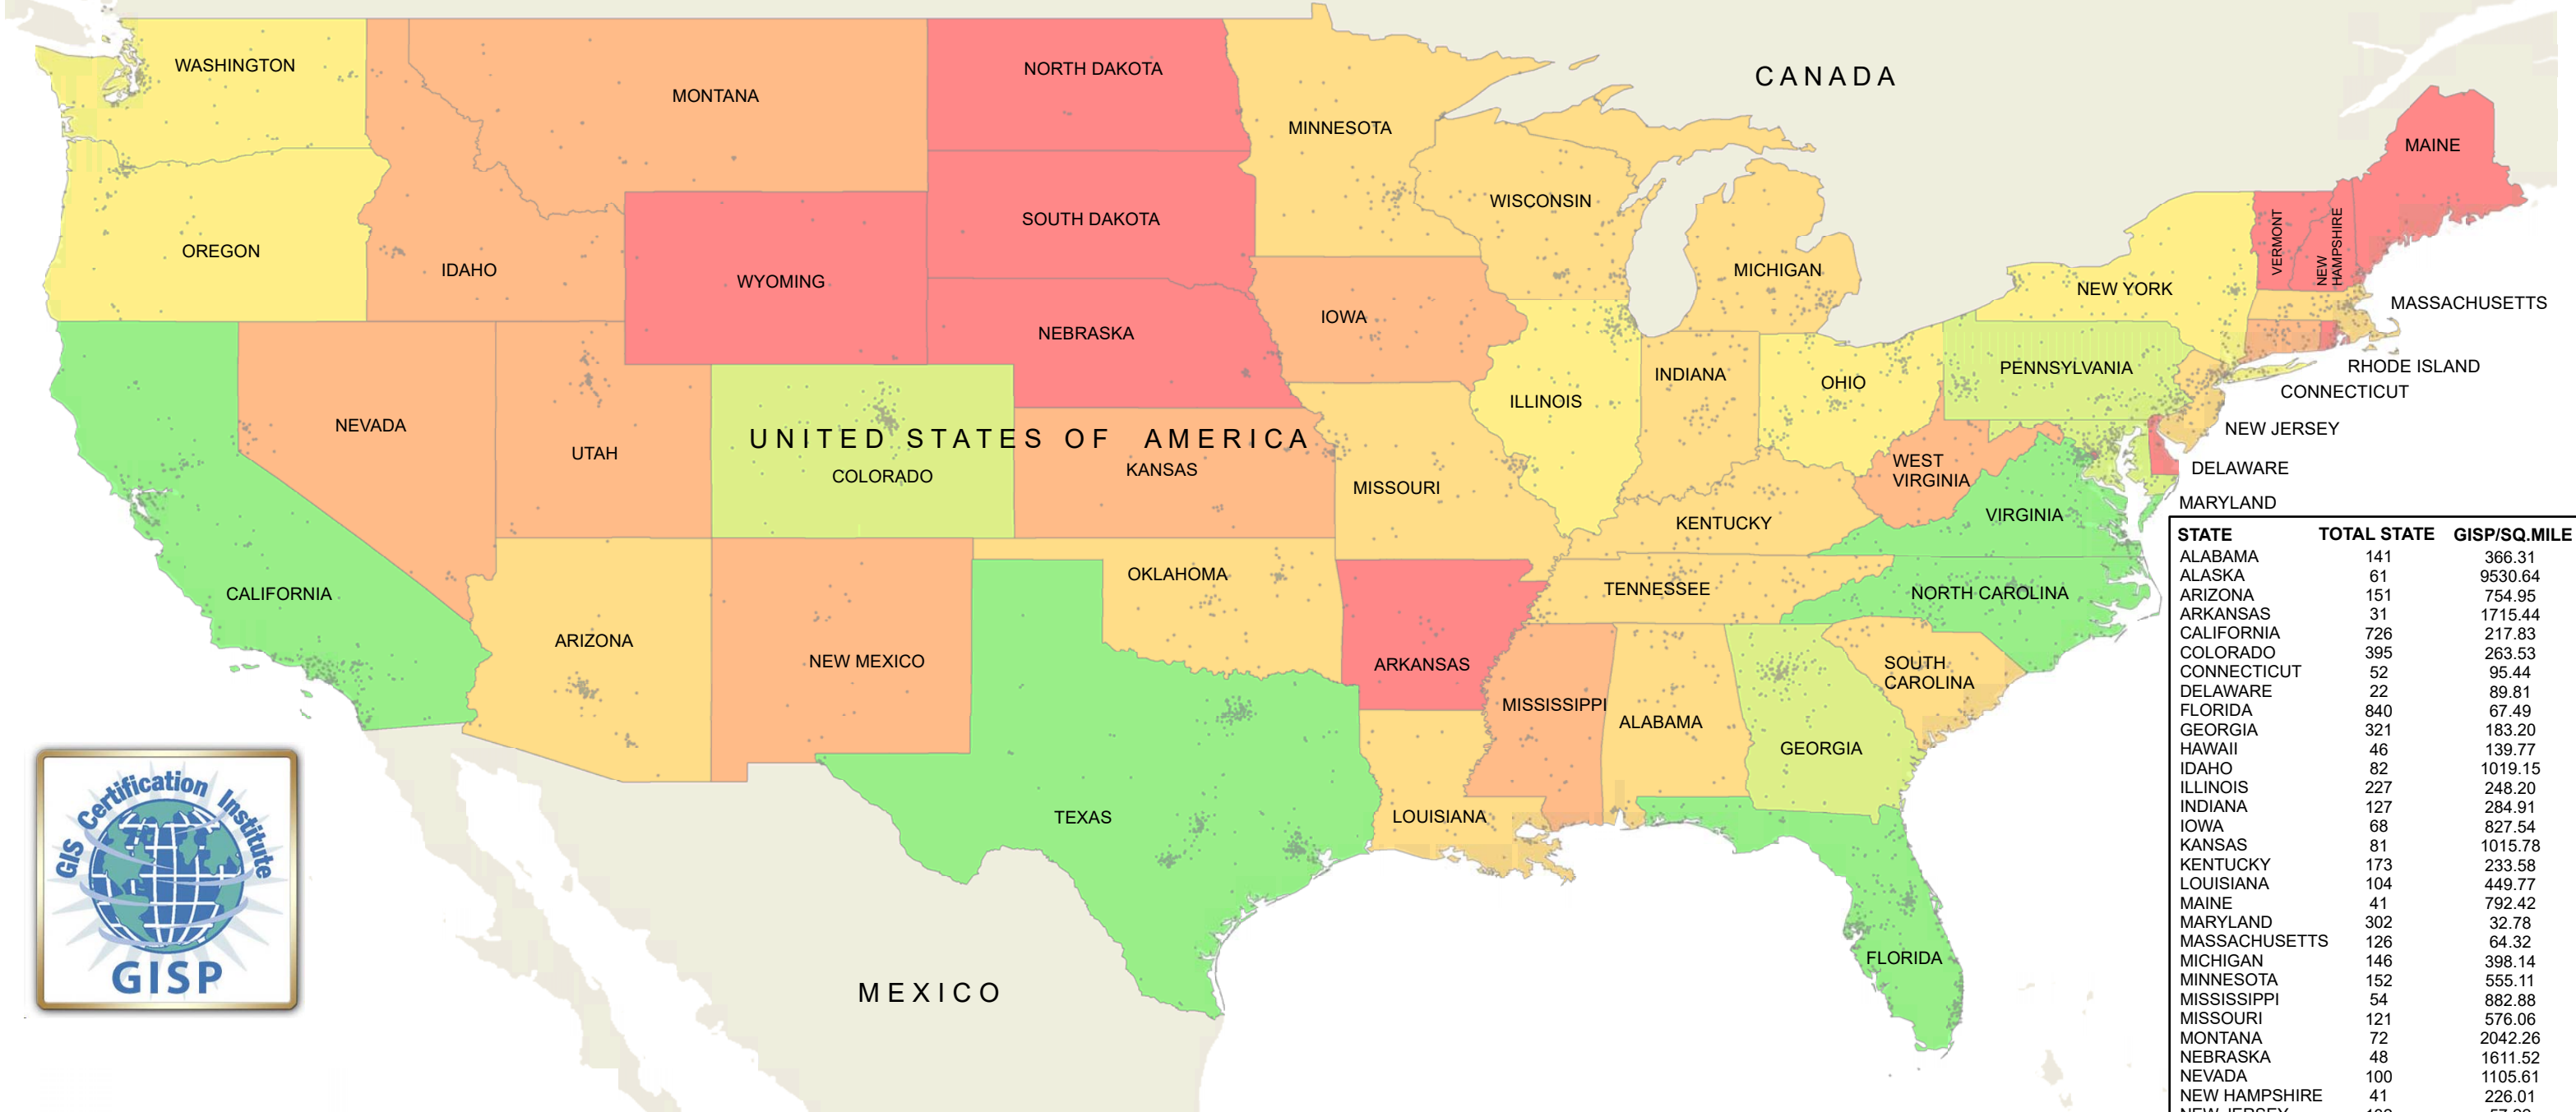 CANADA
WASHINGTON
MONTANA
NORTH DAKOTA
MINNESOTA
MAINE
OREGON
IDAHO
WYOMING
SOUTH DAKOTA
WISCONSIN
MICHIGAN
VERMONT
NEW
HAMPSHIRE
NEW YORK
MASSACHUSETTS
NEBRASKA
IOWA
ILLINOIS
INDIANA
OHIO
PENNSYLVANIA
RHODE ISLAND
CONNECTICUT
NEW JERSEY
NEVADA
UTAH
UNITED STATES OF AMERICA
COLORADO
KANSAS
MISSOURI
KENTUCKY
WEST
VIRGINIA
VIRGINIA
DELAWARE
MARYLAND
CALIFORNIA
ARIZONA
NEW MEXICO
OKLAHOMA
ARKANSAS
TENNESSEE
NORTH CAROLINA
SOUTH
CAROLINA
MISSISSIPPI
ALABAMA
GEORGIA
TEXAS
LOUISIANA
FLORIDA
MEXICO
GIS Certification Institute
GISP
STATE TOTAL STATE GISP/SQ.MILE
ALABAMA 141 366.31
ALASKA 61 9530.64
ARIZONA 151 754.95
ARKANSAS 31 1715.44
CALIFORNIA 726 217.83
COLORADO 395 263.53
CONNECTICUT 52 95.44
DELAWARE 22 89.81
FLORIDA 840 67.49
GEORGIA 321 183.20
HAWAII 46 139.77
IDAHO 82 1019.15
ILLINOIS 227 248.20
INDIANA 127 284.91
IOWA 68 827.54
KANSAS 81 1015.78
KENTUCKY 173 233.58
LOUISIANA 104 449.77
MAINE 41 792.42
MARYLAND 302 32.78
MASSACHUSETTS 126 64.32
MICHIGAN 146 398.14
MINNESOTA 152 555.11
MISSISSIPPI 54 882.88
MISSOURI 121 576.06
MONTANA 72 2042.26
NEBRASKA 48 1611.52
NEVADA 100 1105.61
NEW HAMPSHIRE 41 226.01
NEW JERSEY